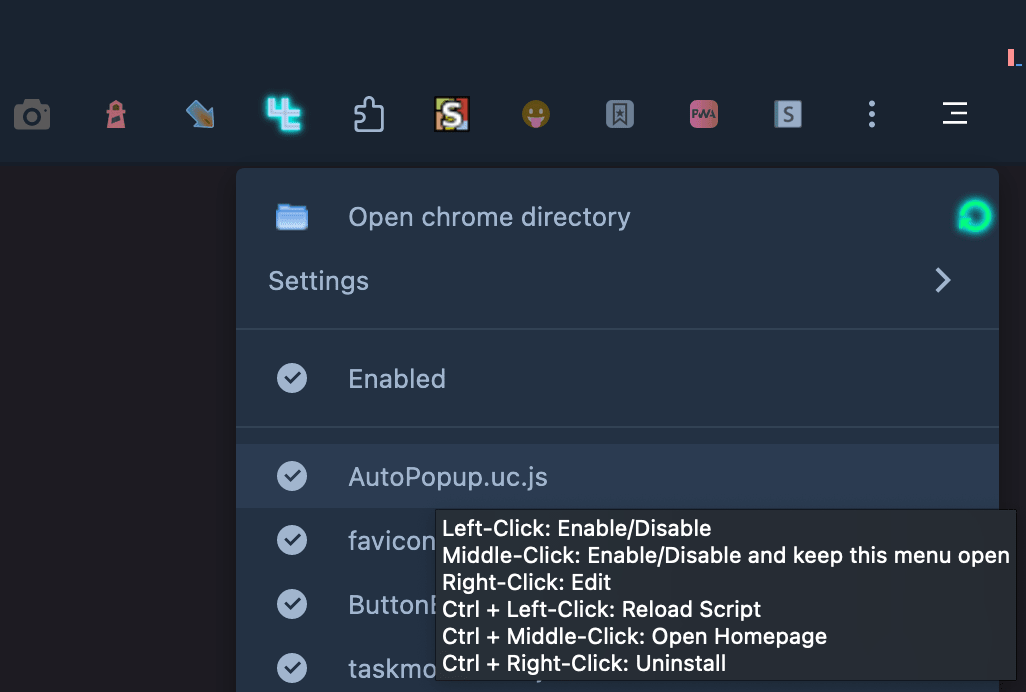 S
PWA
S
Open chrome directory
Settings
Enabled
AutoPopup.uc.js
favicon
Left-Click: Enable/Disable
Middle-Click: Enable/Disable and keep this menu open
Right-Click: Edit
Ctrl + Left-Click: Reload Script
Ctrl + Middle-Click: Open Homepage
Ctrl + Right-Click: Uninstall
Button
taskmo